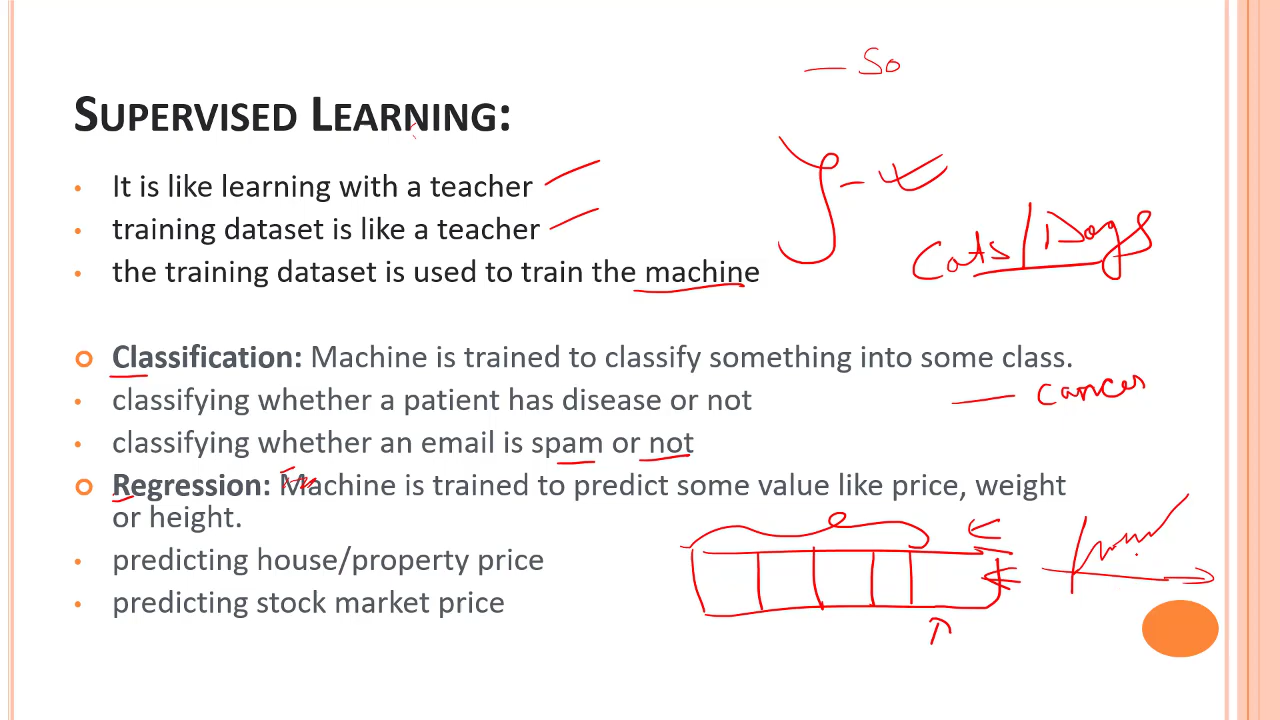 So
SUPERVISED LEARNING:
• It is like learning with a teacher
• training dataset is like a teacher
• the training dataset is used to train the machine
Cats/Dogs
Classification: Machine is trained to classify something into some class.
• classifying whether a patient has disease or not
cancer
• classifying whether an email is spam or not
Regression: Machine is trained to predict some value like price, weight
or height.
• predicting house/property price
• predicting stock market price